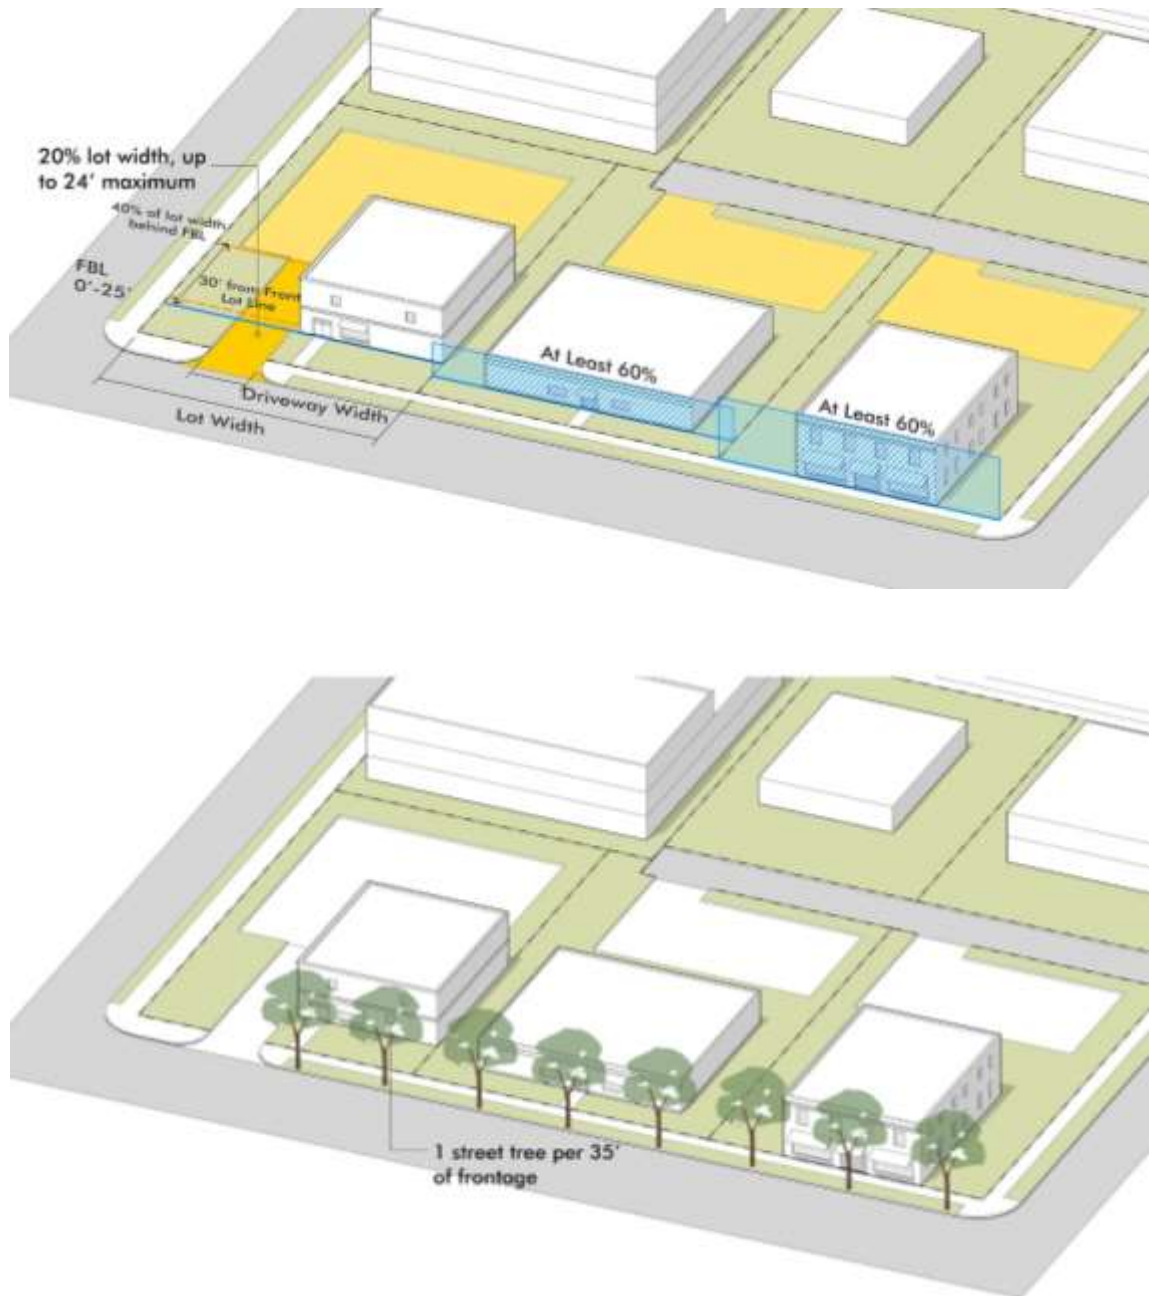 20% lot width, up
to 24' maximum
40% of lot width,
behind FBL
FBL
0'-25'
30' from Front
Lot Line
At Least 60%
At Least 60%
Driveway Width
Lot Width
1 street tree per 35'
of frontage